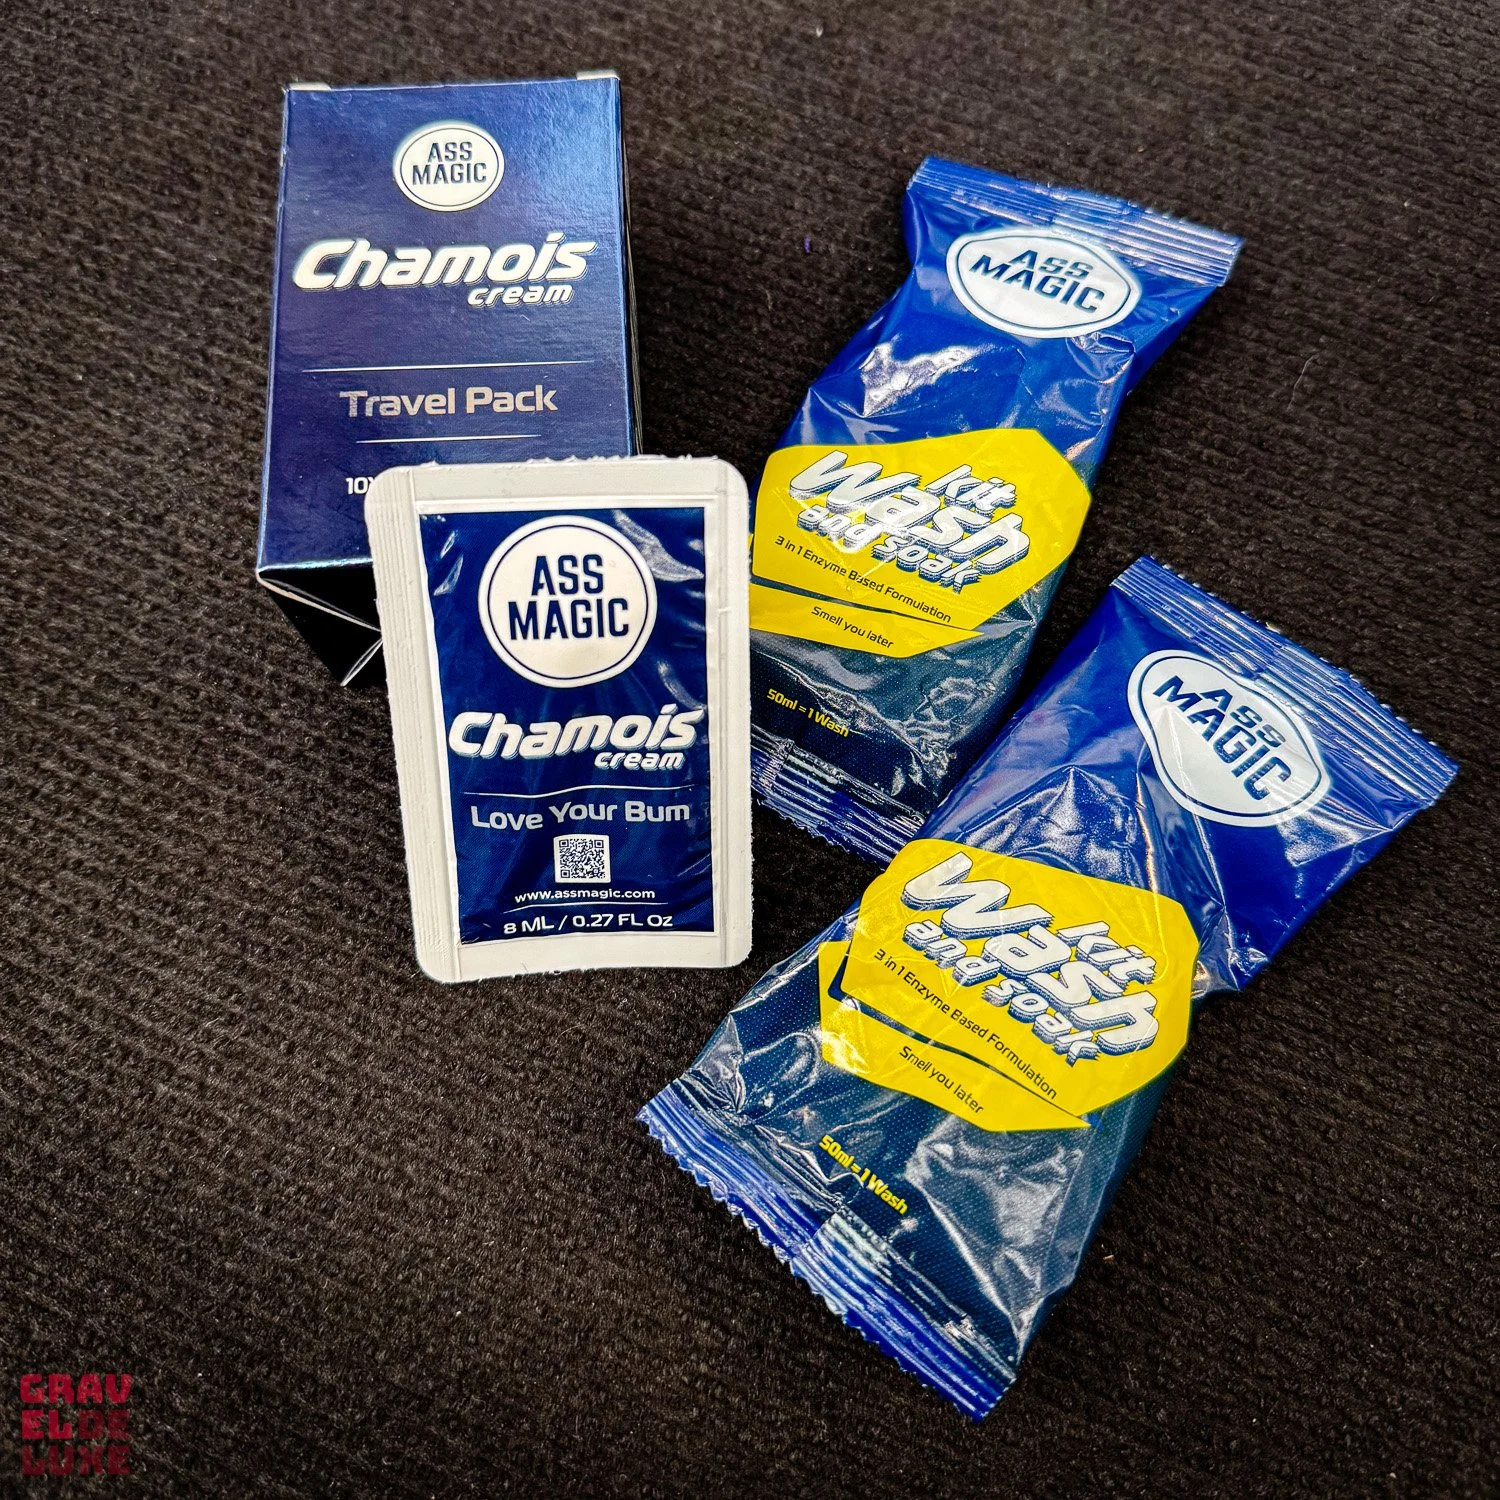 ASS
MAGIC
Chamois
cream
Travel Pack
ASS
MAGIC
Chamois
cream
Love Your Bum
www.assmagic.com
8 ML / 0.27 FL Oz
ASS
MAGIC
kit
Wash
and soak
3 in 1 Enzyme Based Formulation
Smell you later
50ml = 1 Wash
ASS
MAGIC
kit
Wash
and soak
3 in 1 Enzyme Based Formulation
Smell you later
50ml = 1 Wash
GRAV
ELDE
LUXE